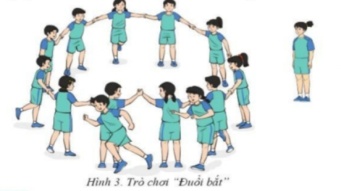 Hình 3. Trò chơi "Đuổi bắt"